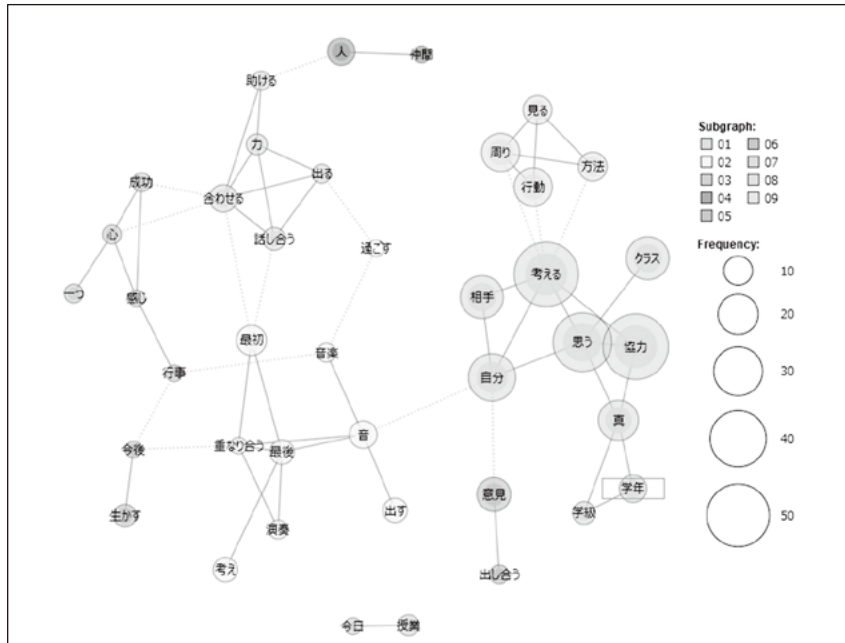 人
仲間
助ける
見る
力
周り
方法
出る
成功
合わせる
行動
心
話し合う
過ごす
クラス
考える
一つ
感じ
相手
最初
思う
協力
音楽
行事
自分
真
音
今後
重なり合う
最後
学年
意見
生かす
出す
学級
演奏
考え
出し合う
今日
授業
Subgraph:
01 06
02 07
03 08
04 09
05
Frequency:
10
20
30
40
50